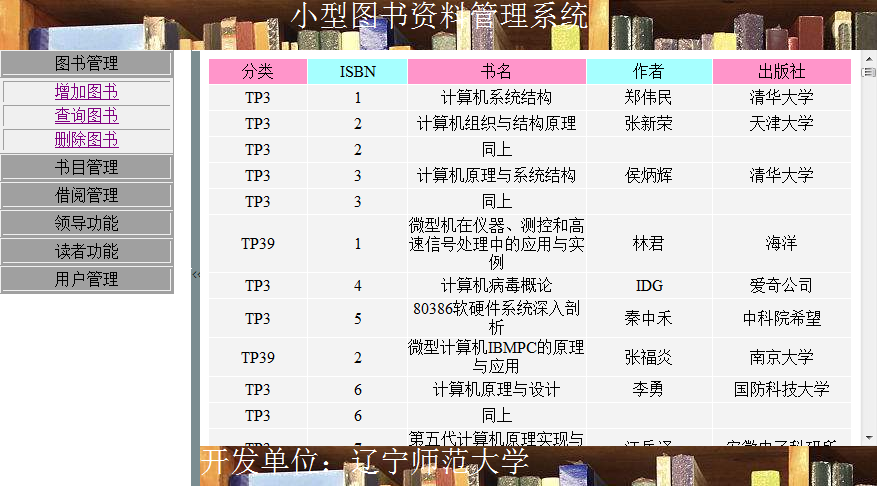 小型图书资料管理系统
图书管理
增加图书
查询图书
删除图书
书目管理
借阅管理
领导功能
读者功能
用户管理
分类 ISBN 书名 作者 出版社
TP3 1 计算机系统结构 郑伟民 清华大学
TP3 2 计算机组织与结构原理 张新荣 天津大学
TP3 2 同上
TP3 3 计算机原理与系统结构 侯炳辉 清华大学
TP3 3 同上
TP39 1 微型机在仪器、测控和高
速信号处理中的应用与实
例 林君 海洋
TP3 4 计算机病毒概论 IDG 爱奇公司
TP3 5 80386软硬件系统深入剖
析 秦中禾 中科院希望
TP39 2 微型计算机IBMPC的原理
与应用 张福炎 南京大学
TP3 6 计算机原理与设计 李勇 国防科技大学
TP3 6 同上
第五代计算机原理实现与
开发单位：辽宁师范大学